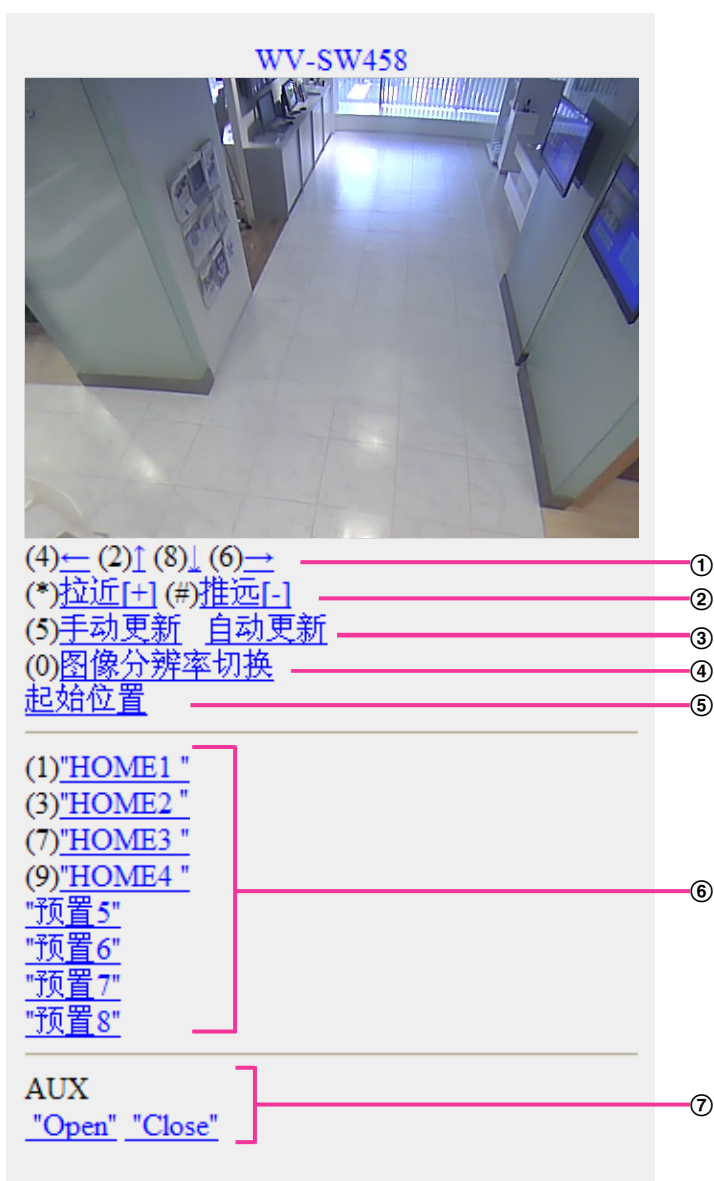 WV-SW458
(4)← (2)↑ (8)↓ (6)→ ①
(*)拉近[+] (#)推远[-] ②
(5)手动更新 自动更新 ③
(0)图像分辨率切换 ④
起始位置 ⑤
(1)"HOME1 "
(3)"HOME2 "
(7)"HOME3 "
(9)"HOME4 " ⑥
"预置5"
"预置6"
"预置7"
"预置8"
AUX ⑦
"Open" "Close"